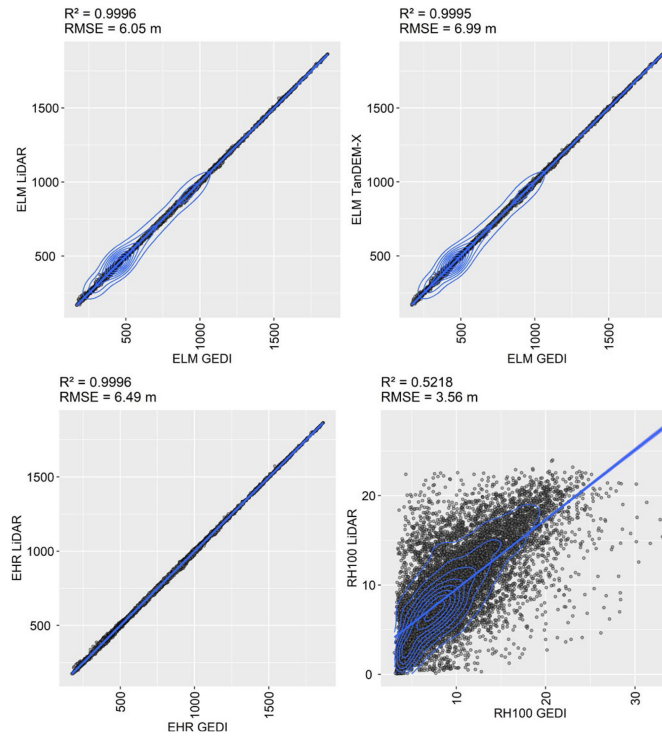 R² = 0.9996
RMSE = 6.05 m
1500
1000
500
ELM LiDAR
500
1000
1500
ELM GEDI
R² = 0.9995
RMSE = 6.99 m
1500
1000
500
ELM TanDEM-X
500
1000
1500
ELM GEDI
R² = 0.9996
RMSE = 6.49 m
1500
1000
500
EHR LiDAR
500
1000
1500
EHR GEDI
R² = 0.5218
RMSE = 3.56 m
20
10
0
RH100 LiDAR
10
20
30
RH100 GEDI